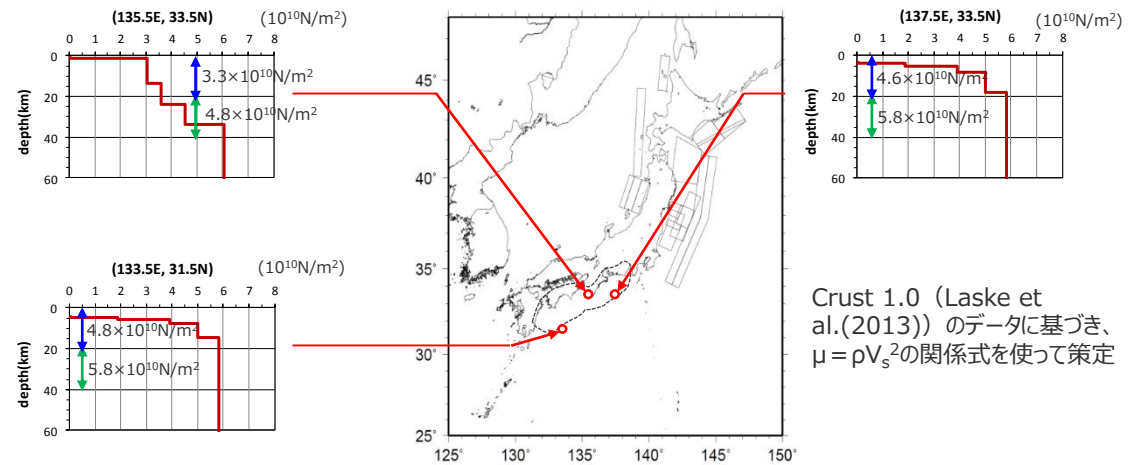 (135.5E, 33.5N)
(10¹⁰N/m²)
0 1 2 3 4 5 6 7 8
0
20
40
60
depth(km)
3.3×10¹⁰N/m²
4.8×10¹⁰N/m²
(133.5E, 31.5N)
(10¹⁰N/m²)
0 1 2 3 4 5 6 7 8
0
20
40
60
depth(km)
4.8×10¹⁰N/m²
5.8×10¹⁰N/m²
45°
40°
35°
30°
25°
125° 130° 135° 140° 145° 150°
(137.5E, 33.5N)
(10¹⁰N/m²)
0 1 2 3 4 5 6 7 8
0
20
40
60
depth(km)
4.6×10¹⁰N/m²
5.8×10¹⁰N/m²
Crust 1.0（Laske et
al.(2013)）のデータに基づき、
μ＝ρVₛ²の関係式を使って策定